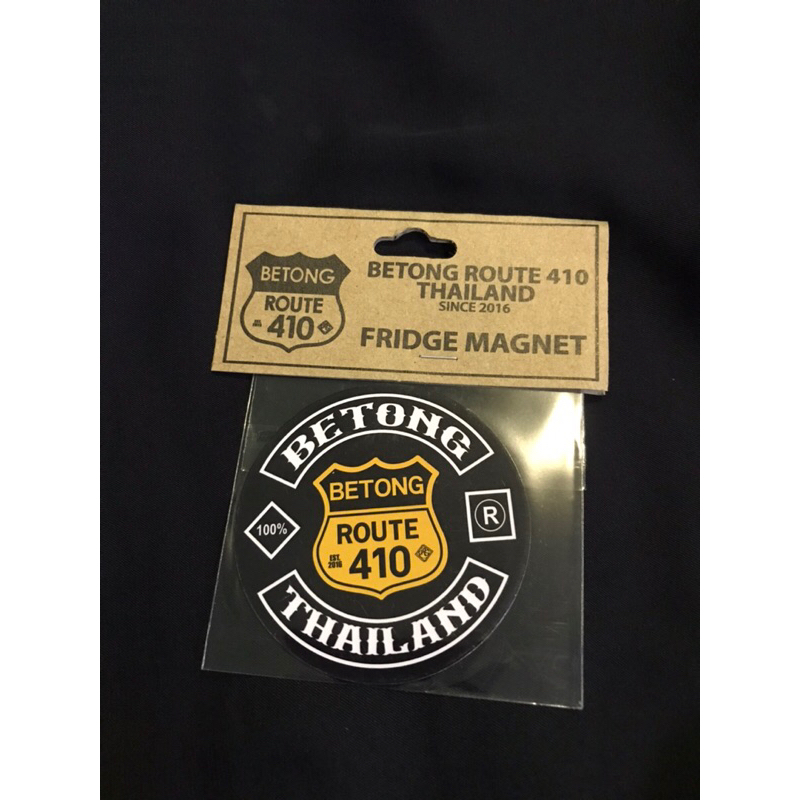 BETONG
ROUTE
410
BETONG ROUTE 410
THAILAND
SINCE 2016
FRIDGE MAGNET
BETONG
BETONG
100%
ROUTE
R
EST.
2016
410
THAILAND